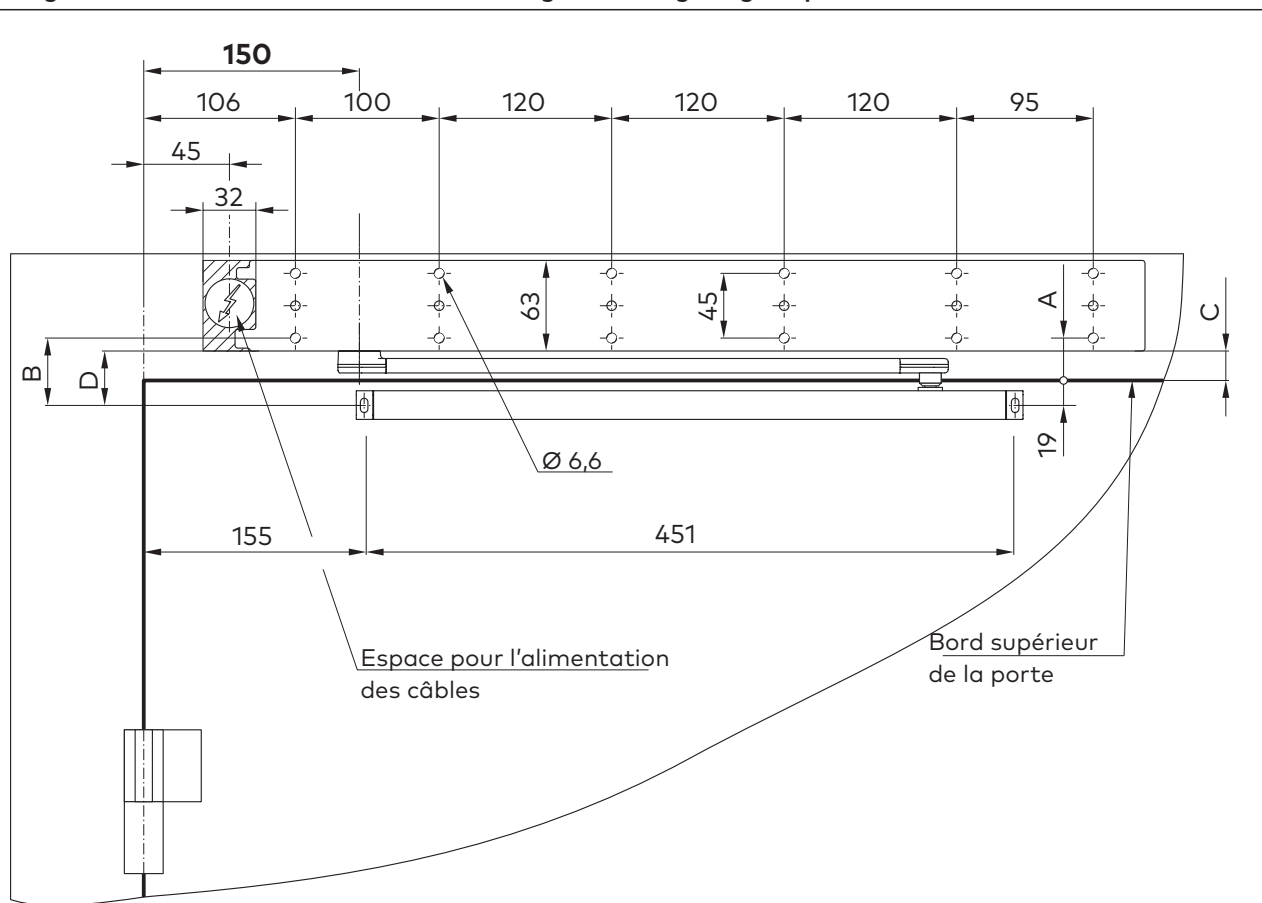 150
106 100 120 120 120 95
45
32
63 45 A C
B D
19
Ø 6,6
155 451
Espace pour l'alimentation
des câbles
Bord supérieur
de la porte